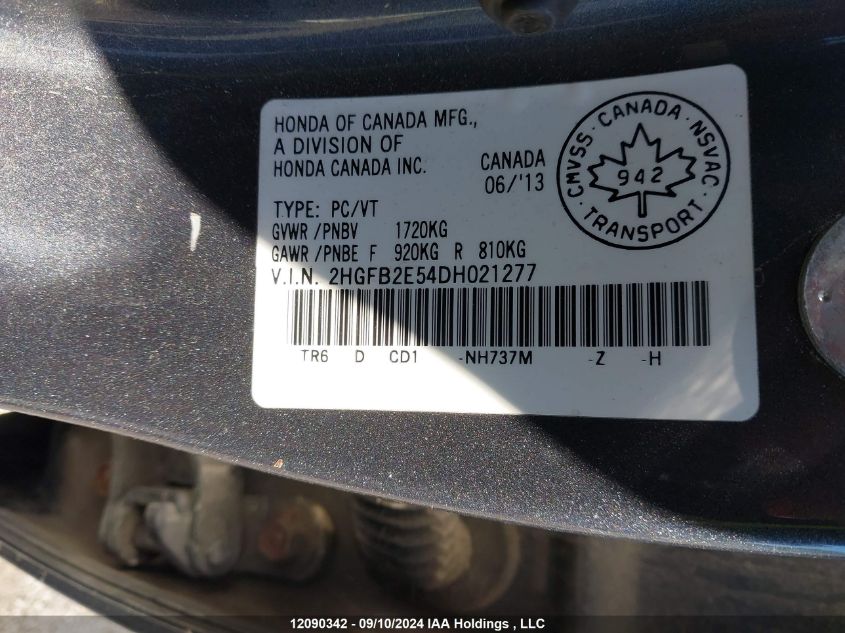 HONDA OF CANADA MFG.,
A DIVISION OF
HONDA CANADA INC.
CANADA
06/'13
TYPE: PC/VT
GVWR /PNBV 1720KG
GAWR /PNBE F 920KG R 810KG
V.I.N. 2HGFB2E54DH021277
TR6 D CD1 -NH737M -Z -H
CMVSS · CANADA · NSVAC
942
· TRANSPORT ·
12090342 - 09/10/2024 IAA Holdings , LLC